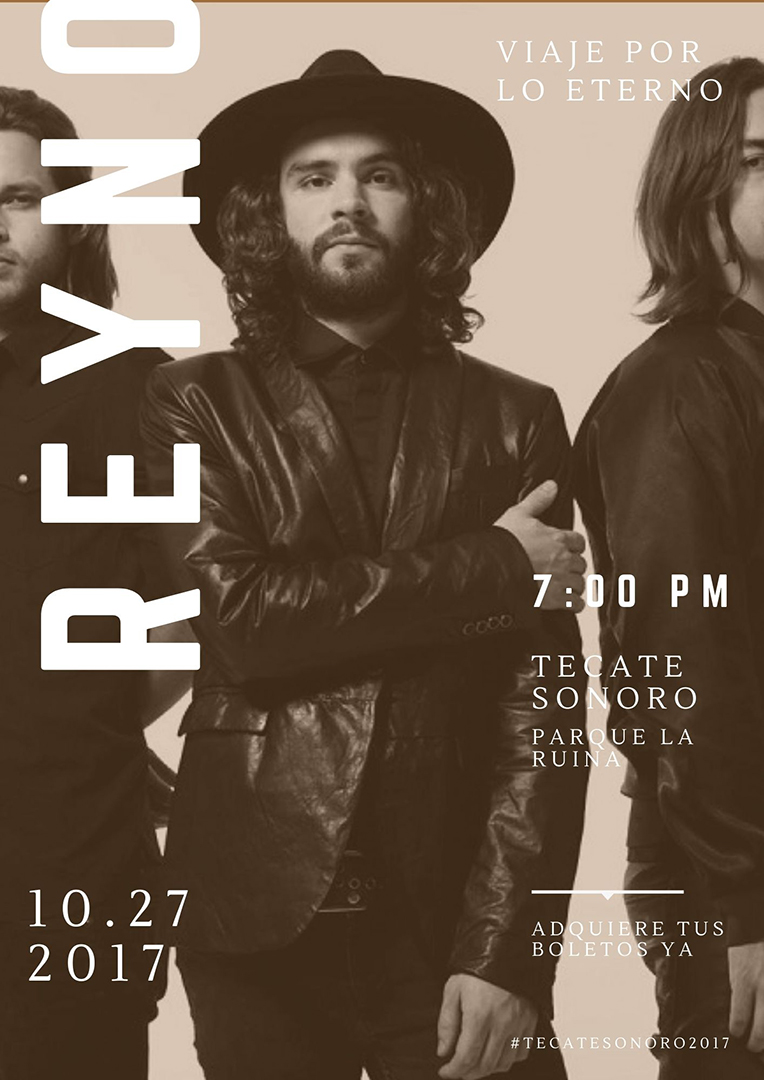 REYNO
VIAJE POR
LO ETERNO
7:00 PM
TECATE
SONORO
PARQUE LA
RUINA
10.27
2017
ADQUIERE TUS
BOLETOS YA
#TECATESONORO2017